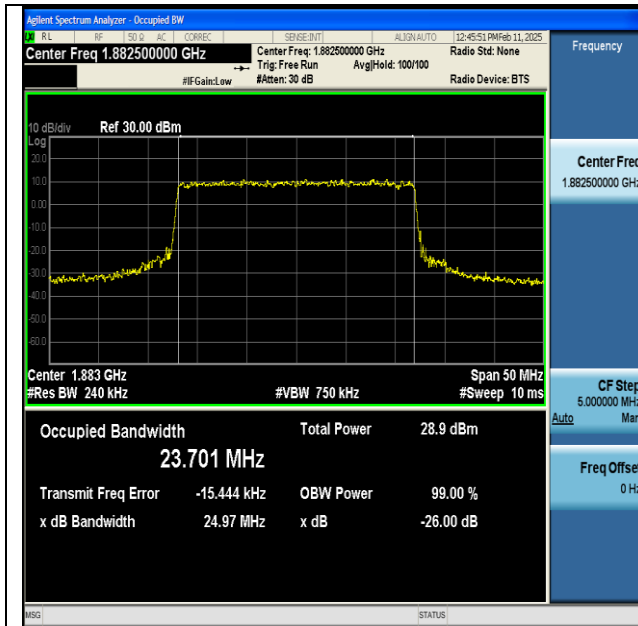 Agilent Spectrum Analyzer - Occupied BW
RL RF 50 Ω AC CORREC SENSE:INT ALIGN AUTO 12:45:51 PM Feb 11, 2025
Center Freq 1.882500000 GHz Center Freq: 1.882500000 GHz Radio Std: None
Trig: Free Run Avg|Hold: 100/100
#IFGain:Low #Atten: 30 dB Radio Device: BTS
Frequency
10 dB/div Ref 30.00 dBm
Log
20.0
10.0
0.00
-10.0
-20.0
-30.0
-40.0
-50.0
-60.0
Center 1.883 GHz Span 50 MHz
#Res BW 240 kHz #VBW 750 kHz #Sweep 10 ms
Occupied Bandwidth Total Power 28.9 dBm
23.701 MHz
Transmit Freq Error -15.444 kHz OBW Power 99.00 %
x dB Bandwidth 24.97 MHz x dB -26.00 dB
Center Freq
1.882500000 GHz
CF Step
5.000000 MHz
Auto Man
Freq Offset
0 Hz
MSG STATUS